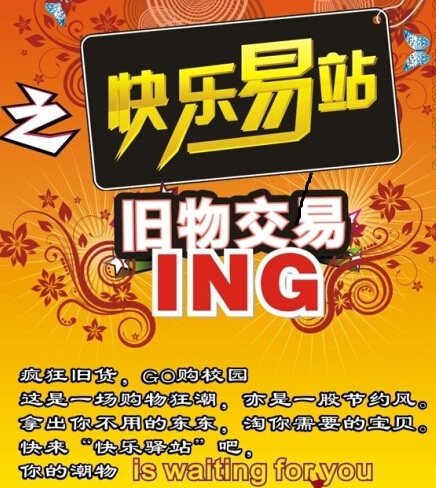 之
快乐易站
旧物交易
ING
疯狂旧货，GO购校园
这是一场购物狂潮，亦是一股节约风。
拿出你不用的东东，淘你需要的宝贝。
快来“快乐驿站”吧，
你的潮物 is waiting for you